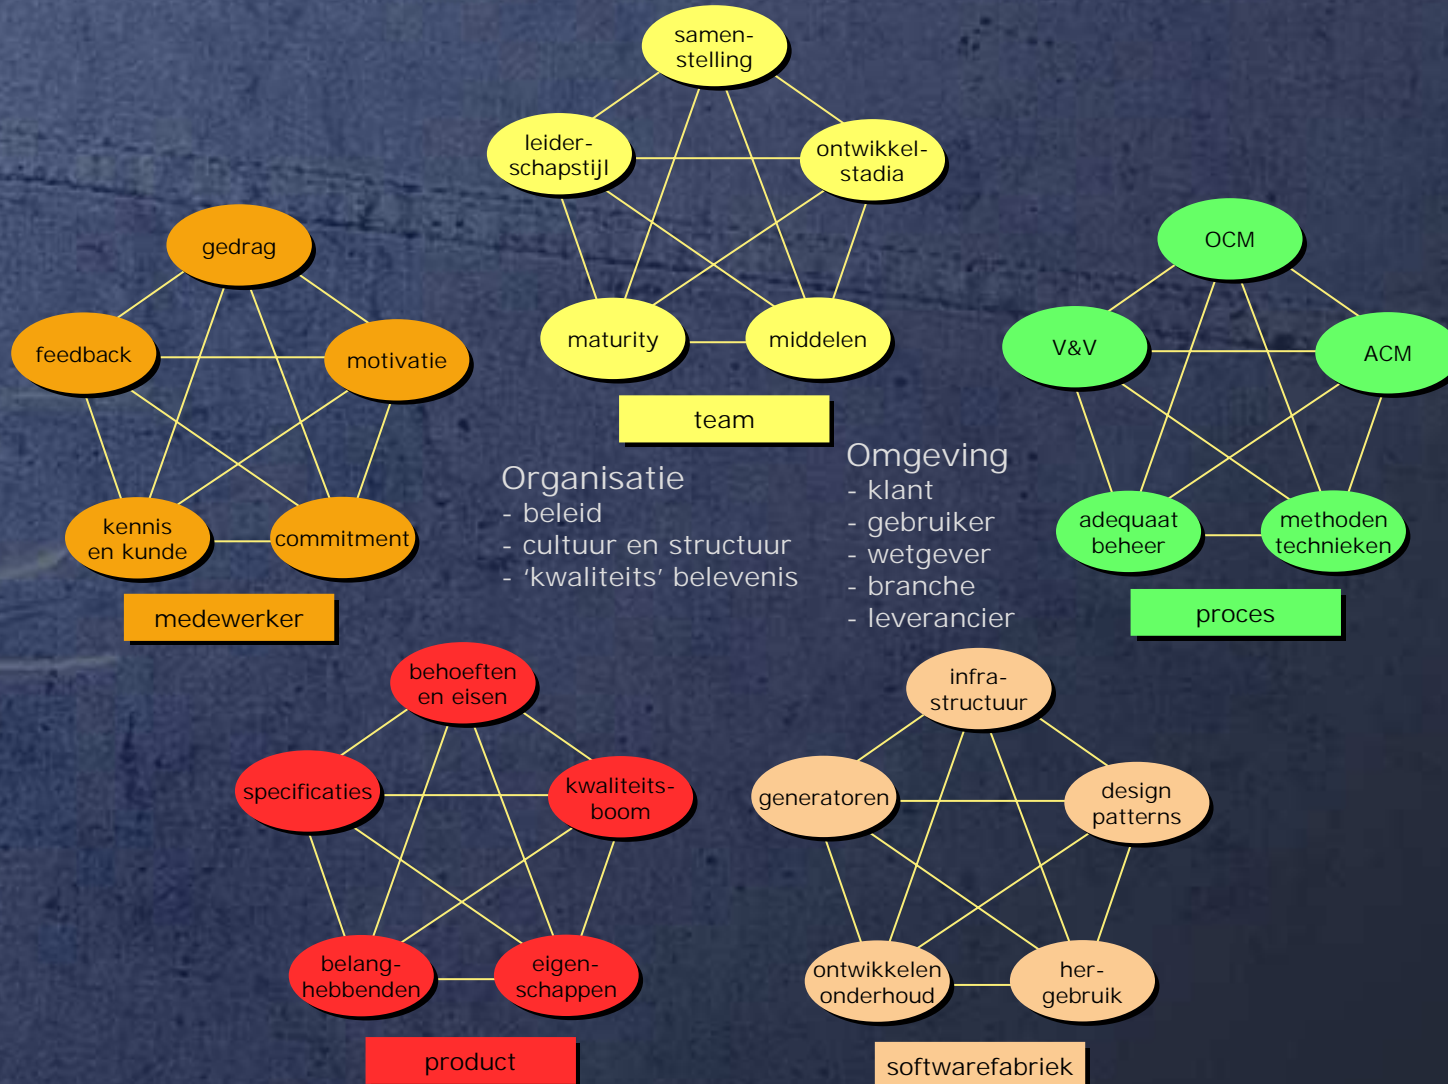 samen-
stelling
leider-
schapstijl
ontwikkel-
stadia
maturity
middelen
team
gedrag
feedback
motivatie
kennis
en kunde
commitment
medewerker
OCM
V&V
ACM
adequaat
beheer
methoden
technieken
proces
Organisatie
- beleid
- cultuur en structuur
- ‘kwaliteits’ belevenis
Omgeving
- klant
- gebruiker
- wetgever
- branche
- leverancier
behoeften
en eisen
specificaties
kwaliteits-
boom
belang-
hebbenden
eigen-
schappen
product
infra-
structuur
generatoren
design
patterns
ontwikkelen
onderhoud
her-
gebruik
softwarefabriek